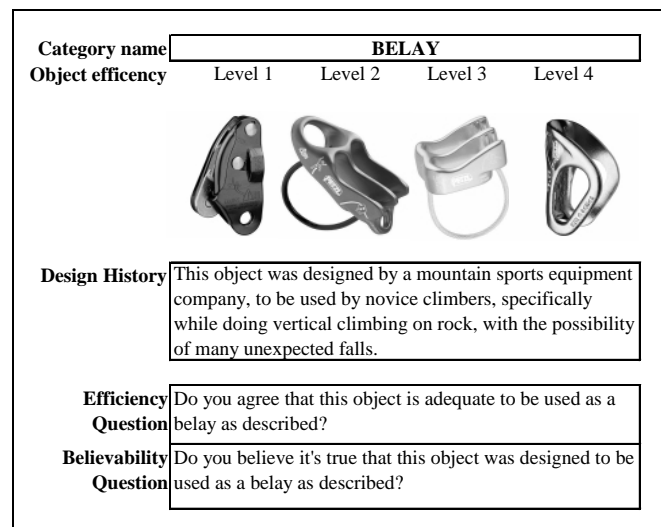 Category name BELAY
Object efficency Level 1 Level 2 Level 3 Level 4
PETZL
Design History This object was designed by a mountain sports equipment
company, to be used by novice climbers, specifically
while doing vertical climbing on rock, with the possibility
of many unexpected falls.
Efficiency Do you agree that this object is adequate to be used as a
Question belay as described?
Believability Do you believe it's true that this object was designed to be
Question used as a belay as described?